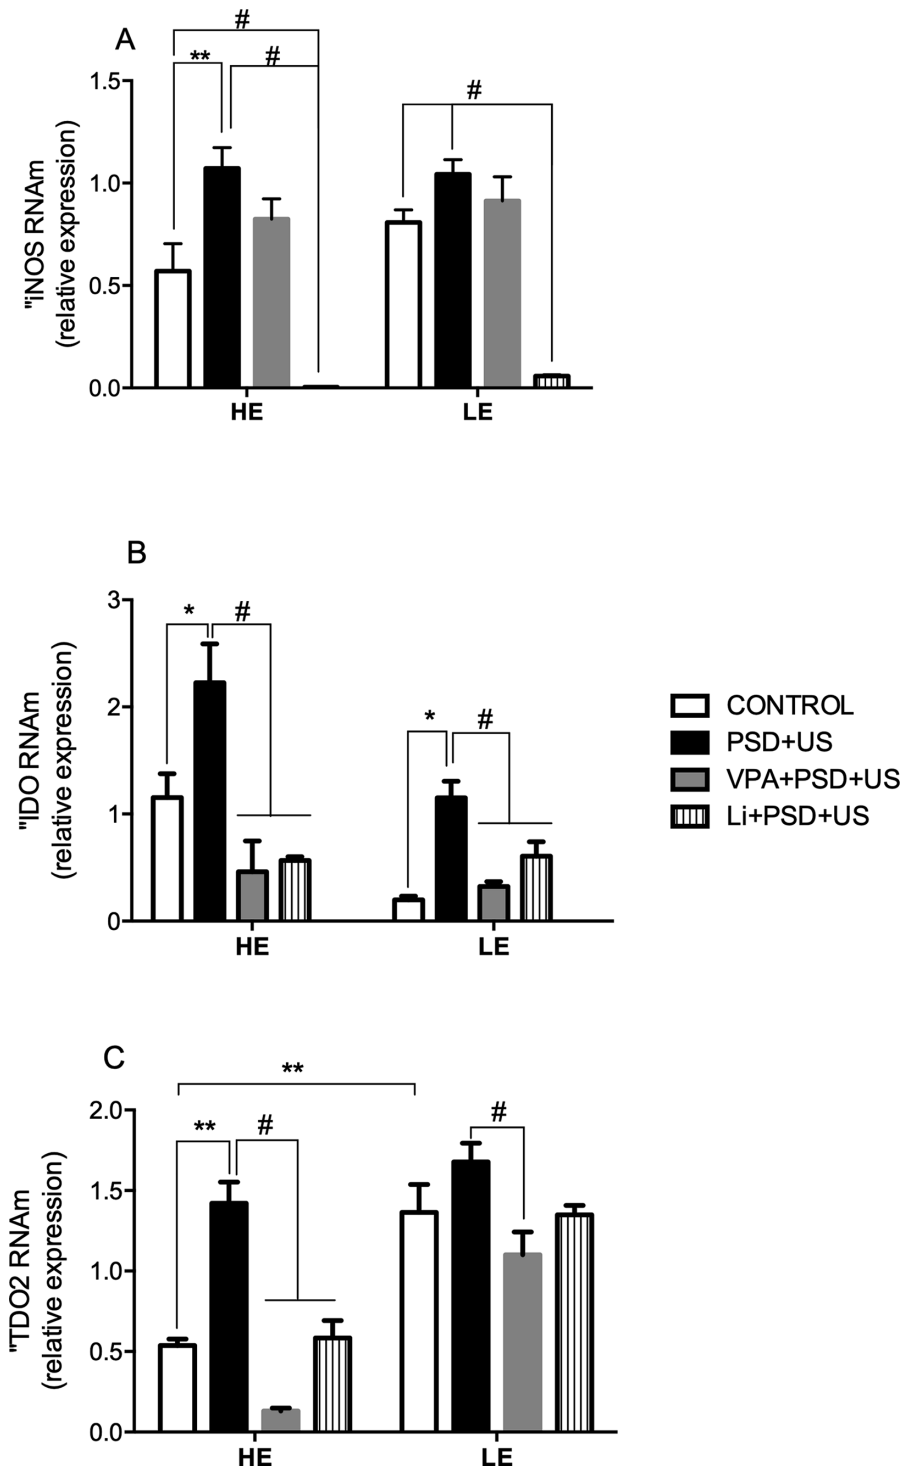 A
#
**
#
#
1.5
1.0
0.5
0.0
"iNOS RNAm
(relative expression)
HE
LE
B
*
#
*
#
3
2
1
0
"IDO RNAm
(relative expression)
HE
LE
CONTROL
PSD+US
VPA+PSD+US
Li+PSD+US
C
**
**
#
#
2.0
1.5
1.0
0.5
0.0
"TDO2 RNAm
(relative expression)
HE
LE